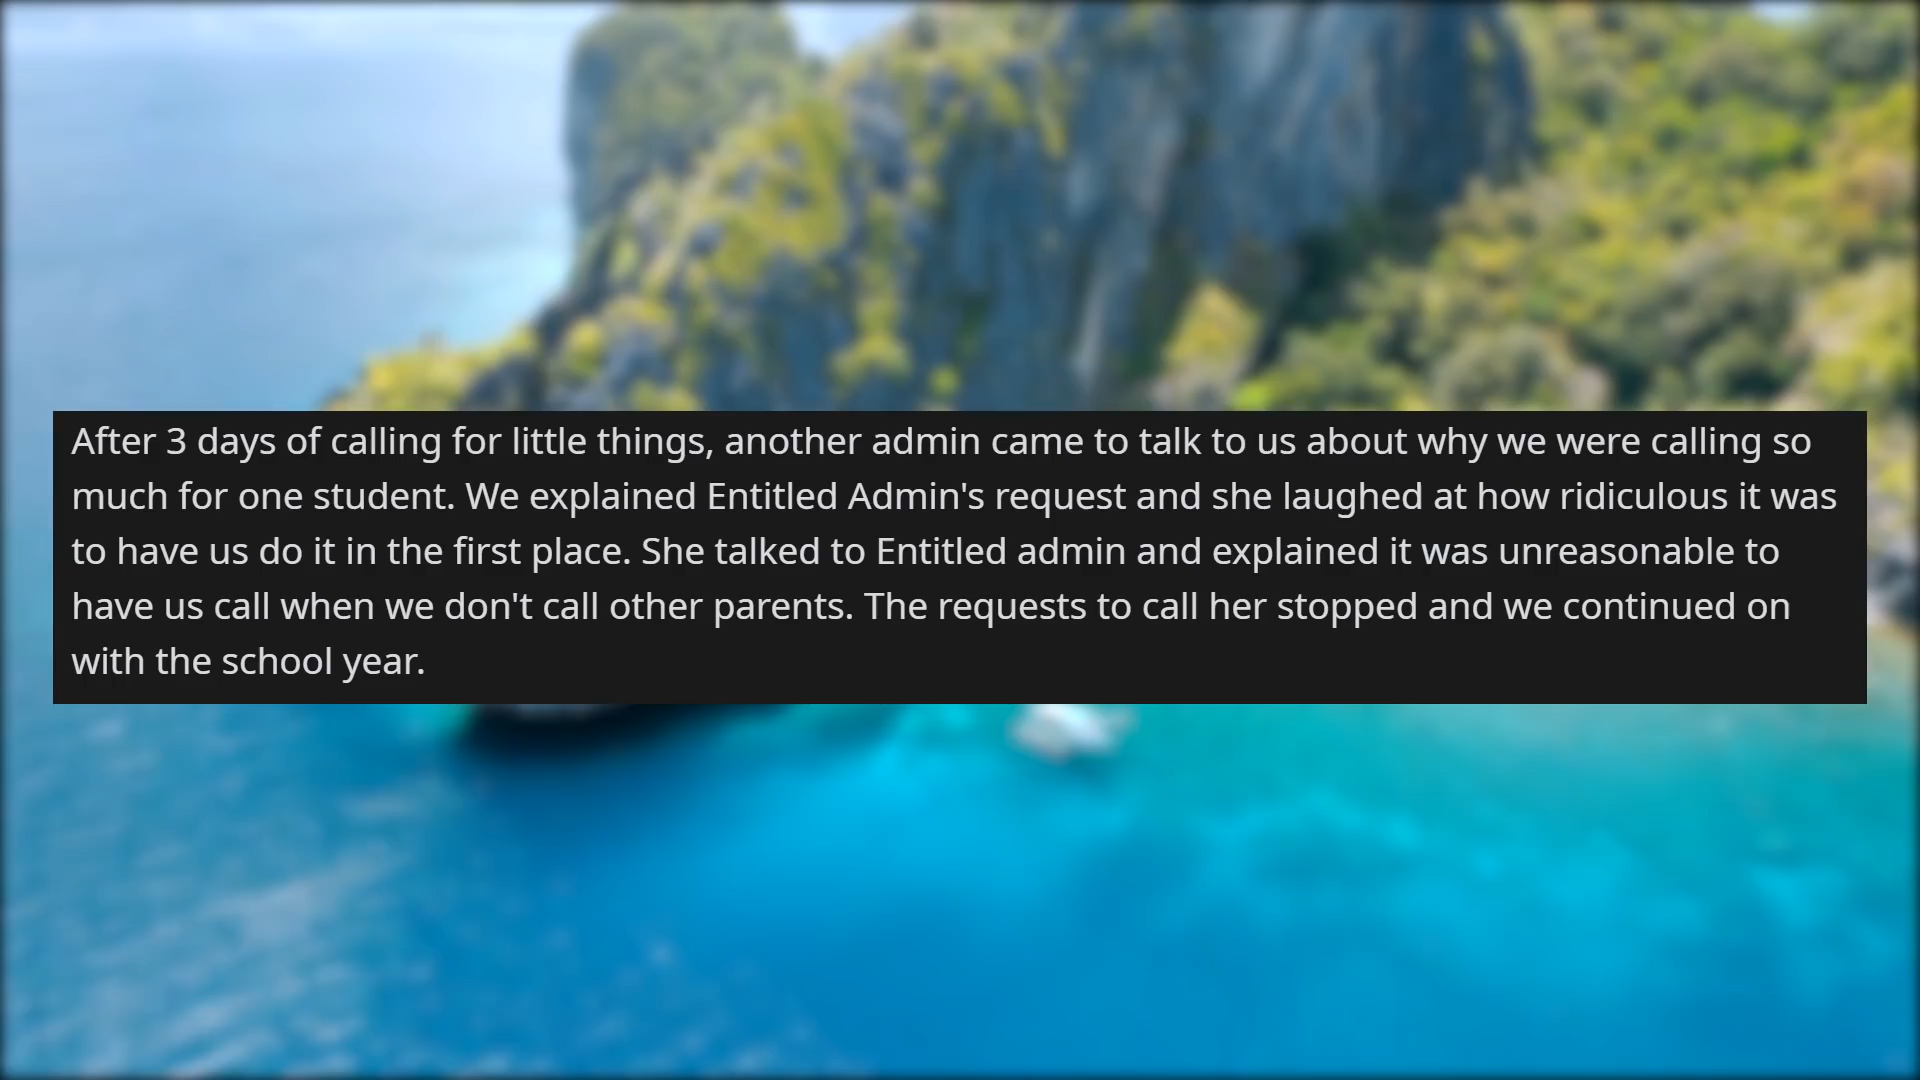 After 3 days of calling for little things, another admin came to talk to us about why we were calling so
much for one student. We explained Entitled Admin's request and she laughed at how ridiculous it was
to have us do it in the first place. She talked to Entitled admin and explained it was unreasonable to
have us call when we don't call other parents. The requests to call her stopped and we continued on
with the school year.